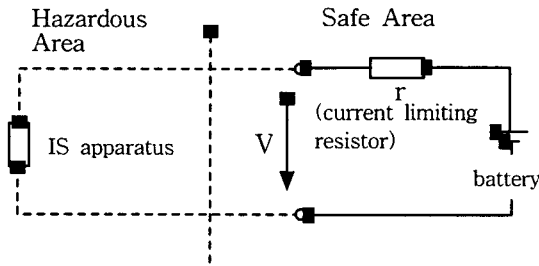 Hazardous
Area
Safe Area
r
(current limiting
resistor)
IS apparatus
V
battery